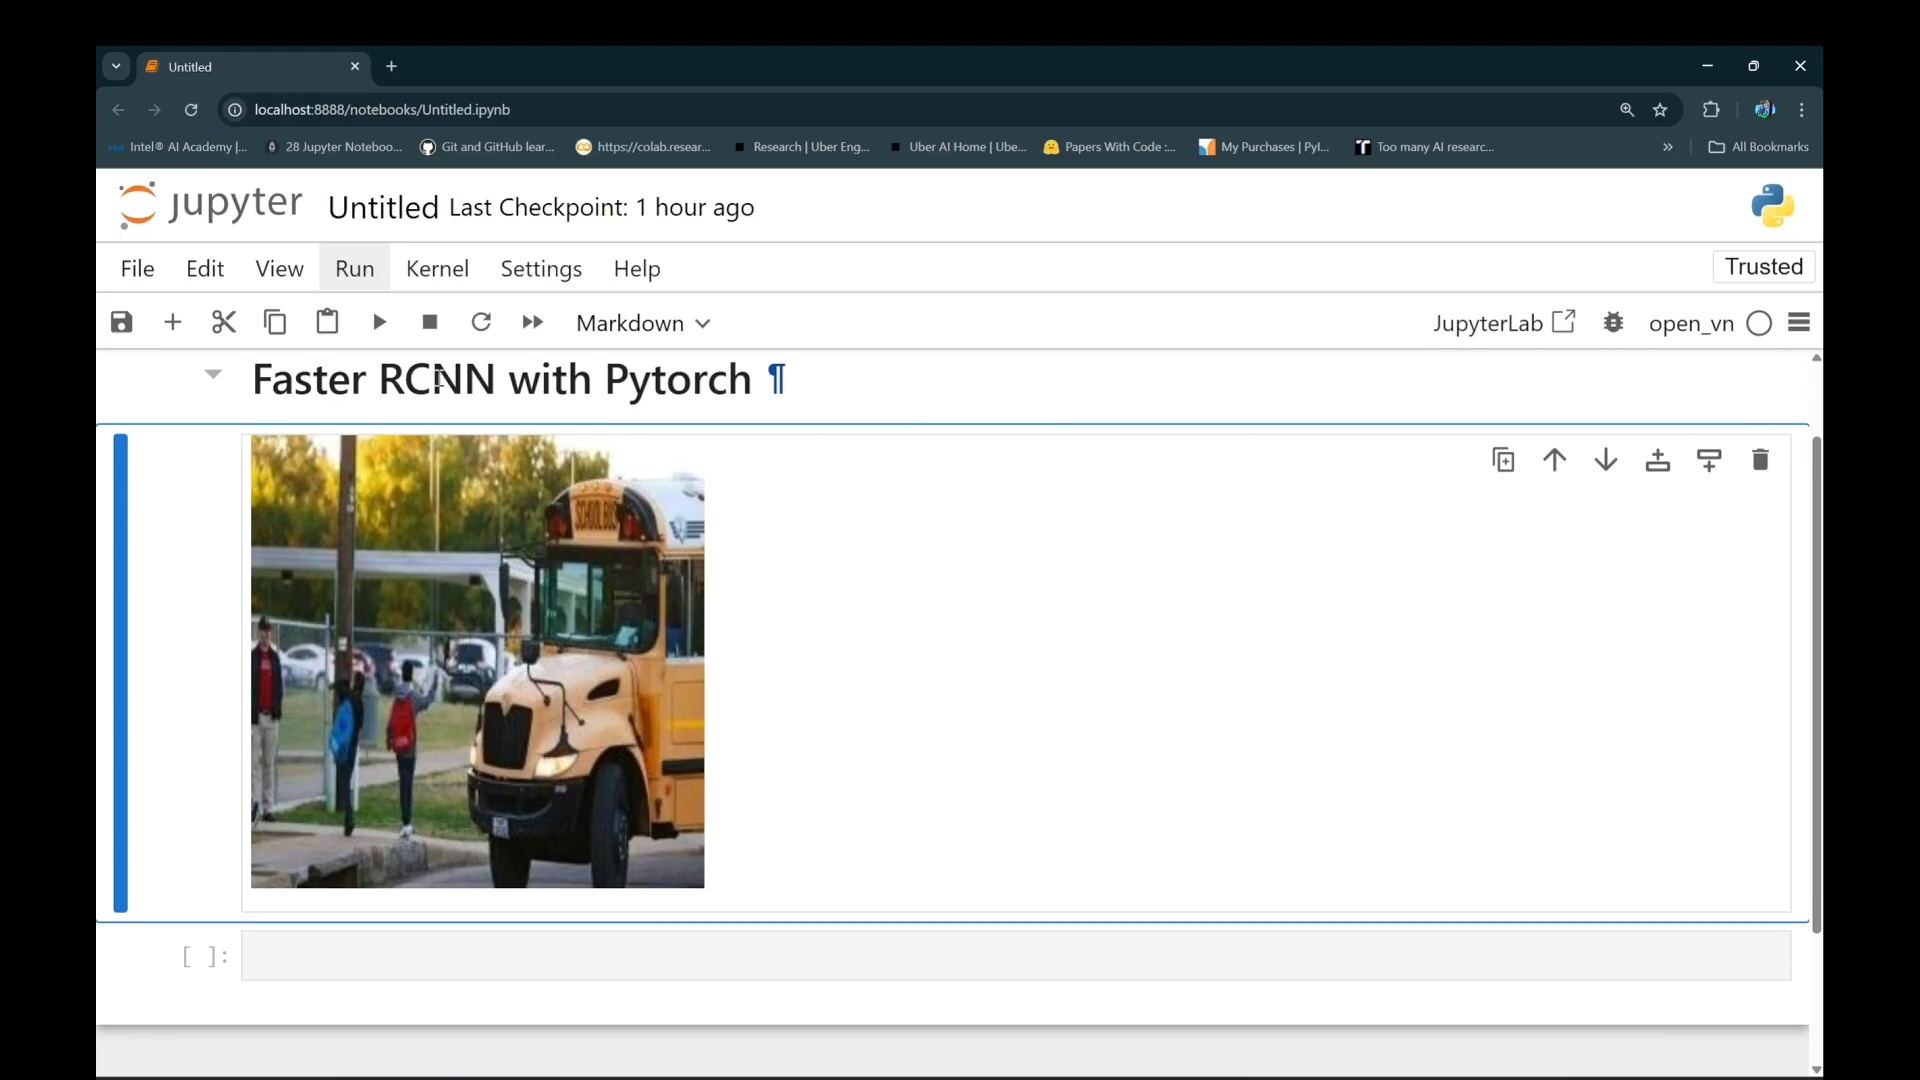 Untitled
localhost:8888/notebooks/Untitled.ipynb
Intel® AI Academy |... 28 Jupyter Noteboo... Git and GitHub lear... https://colab.resear... Research | Uber Eng... Uber AI Home | Ube... Papers With Code :... My Purchases | Pyl... Too many AI researc... » All Bookmarks
jupyter Untitled Last Checkpoint: 1 hour ago
File Edit View Run Kernel Settings Help Trusted
Markdown JupyterLab open_vn
Faster RCNN with Pytorch ¶
SCHOOL BUS
[ ]: